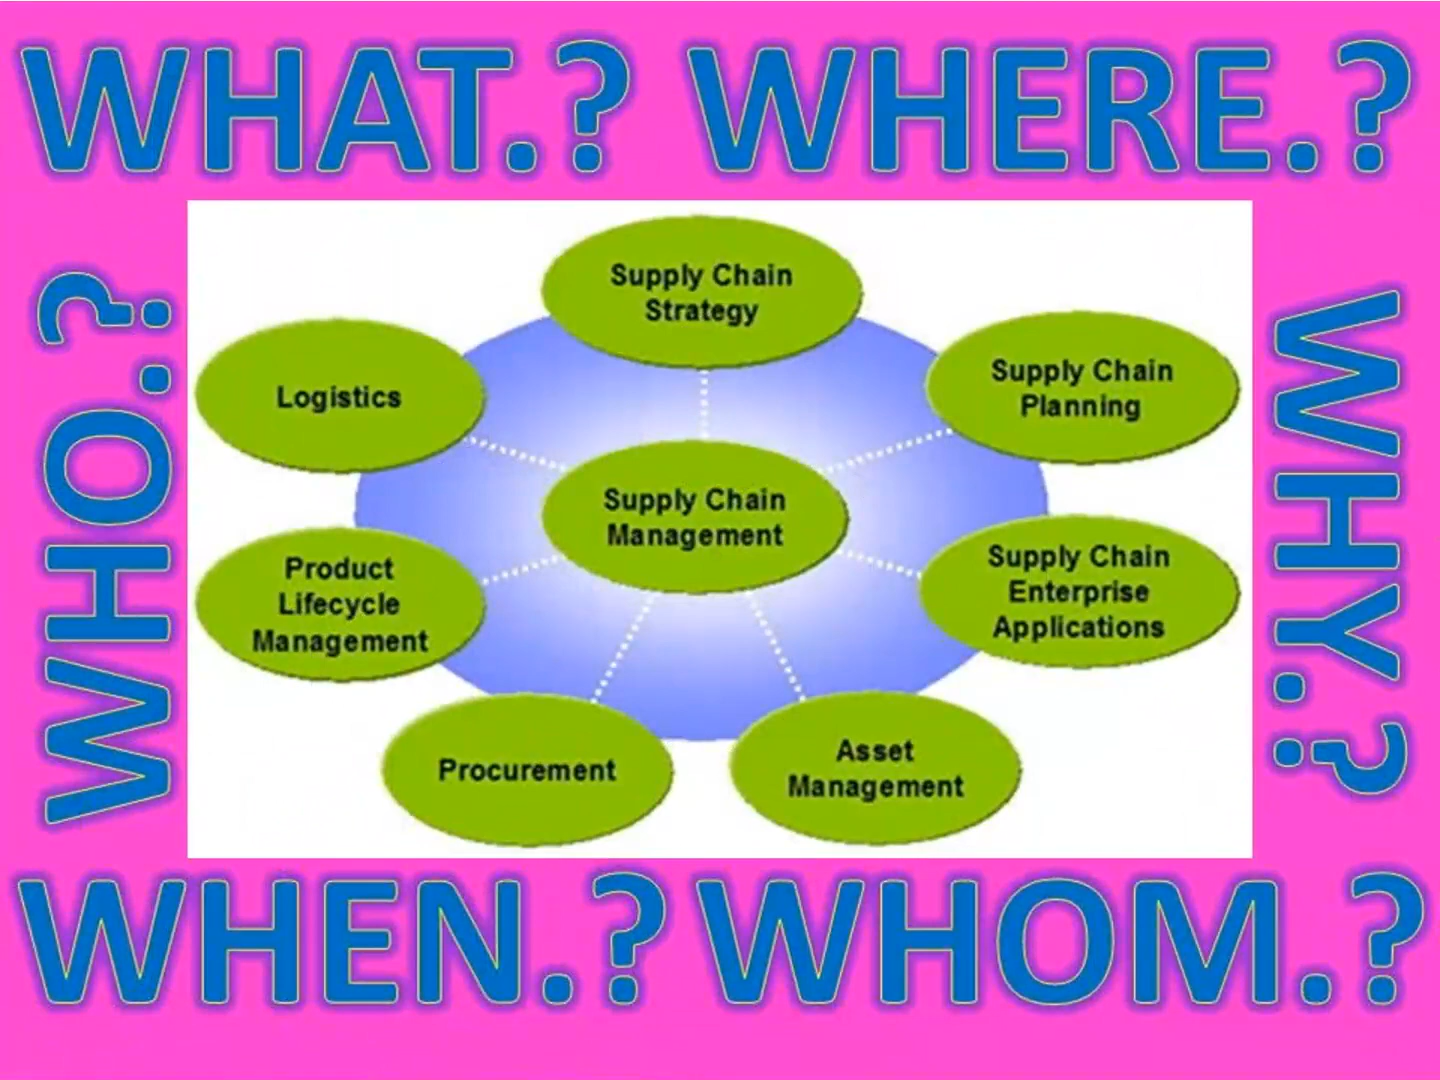 WHAT.? WHERE.?
WHO.?
WHY.?
Supply Chain
Strategy
Logistics
Supply Chain
Planning
Supply Chain
Management
Product
Lifecycle
Management
Supply Chain
Enterprise
Applications
Procurement
Asset
Management
WHEN.? WHOM.?